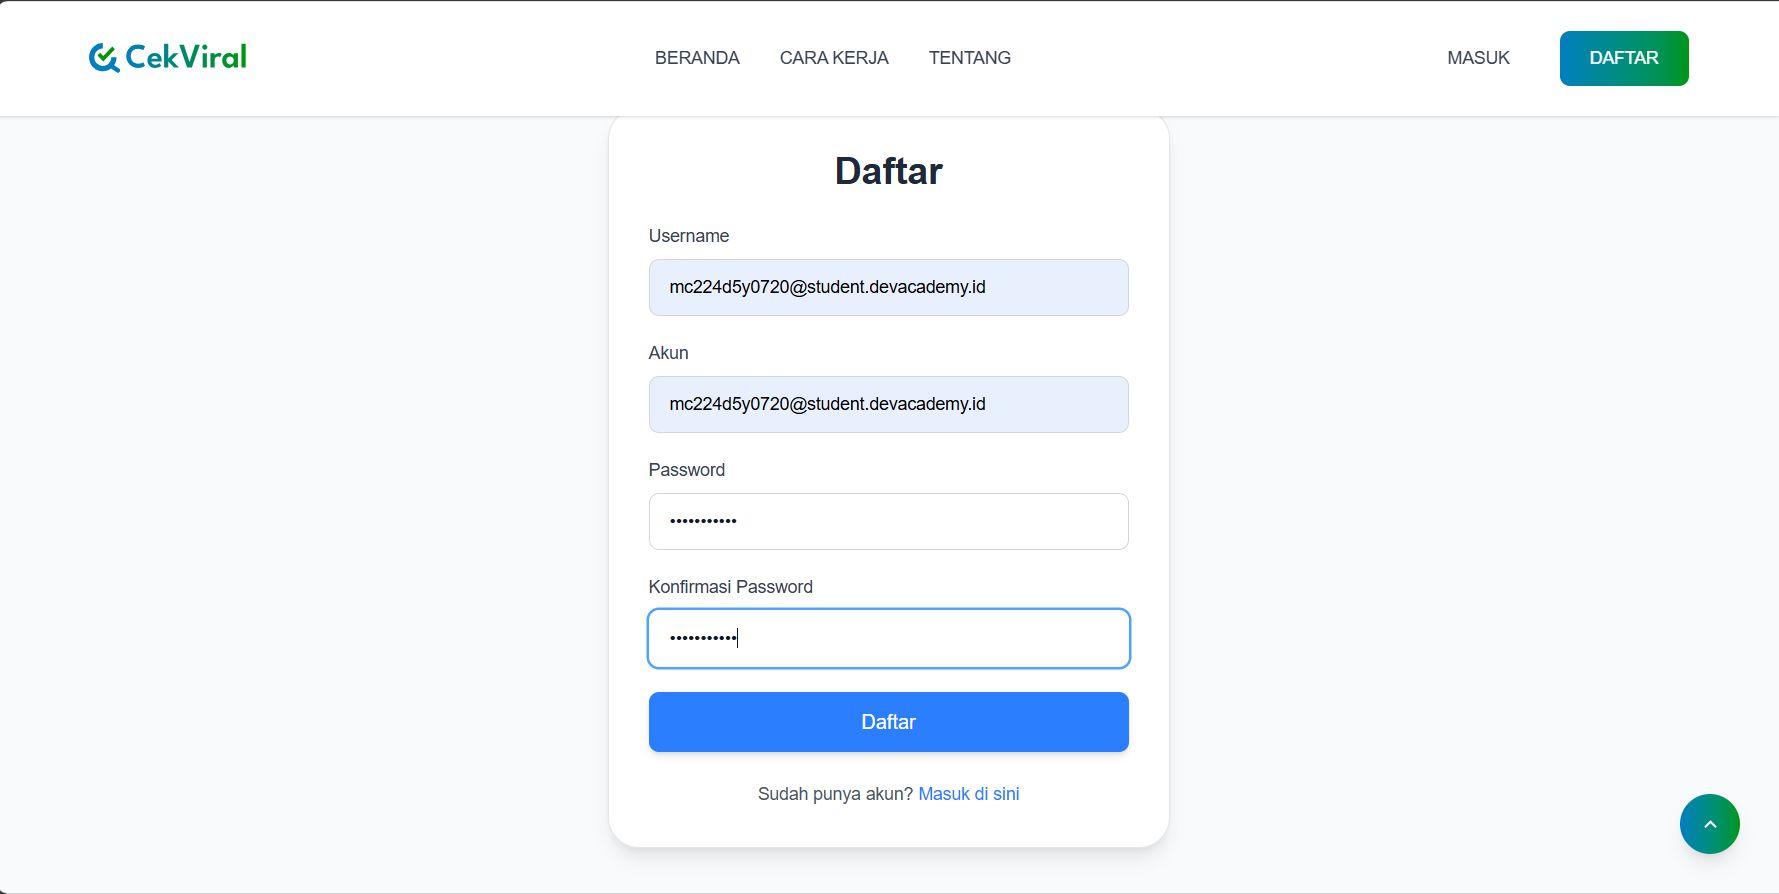 CekViral
BERANDA CARA KERJA TENTANG
MASUK DAFTAR
Daftar
Username
mc224d5y0720@student.devacademy.id
Akun
mc224d5y0720@student.devacademy.id
Password
•••••••••••
Konfirmasi Password
•••••••••••
Daftar
Sudah punya akun? Masuk di sini